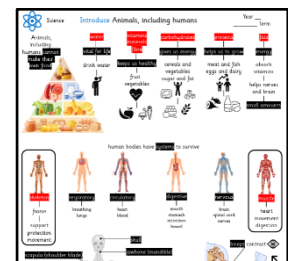 Science
Introduce Animals, including humans
Year __
__ term
Animals, including humans cannot make their own food
water
vital for life
drink water
vitamins
minerals
fibre
keeps us healthy
fruit
vegetables
carbohydrates
gives us energy
cereals and vegetables
sugar and fat
proteins
helps us to grow
meat and fish
eggs and dairy
fats
energy
absorb vitamins
helps nerves and brain
small amounts
human bodies have systems to survive
skeleton
frame
support
protection
movement
respiratory
breathing
lungs
circulatory
heart
blood
digestive
mouth
stomach
intestines
bowel
nervous
brain
spinal cord
nerves
muscle
heart
movement
digestion
skull
jawbone (mandible)
scapula (shoulder blade)
biceps contract